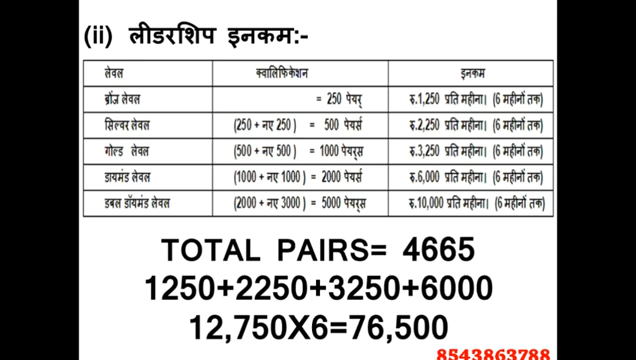 (ii) लीडरशिप इनकम:-
लेवल क्वालिफिकेशन इनकम
ब्रॉंज लेवल = 250 पेयर् रु.1,250 प्रति महीना। (6 महीनों तक)
सिल्वर लेवल (250 + नए 250) = 500 पेयर्स रु.2,250 प्रति महीना। (6 महीनों तक)
गोल्ड लेवल (500 + नए 500) = 1000 पेयर्स रु.3,250 प्रति महीना। (6 महीनों तक)
डायमंड लेवल (1000 + नए 1000) = 2000 पेयर्स रु.6,000 प्रति महीना। (6 महीनों तक)
डबल डॉयमंड लेवल (2000 + नए 3000) = 5000 पेयर्स रु.10,000 प्रति महीना। (6 महीनों तक)
TOTAL PAIRS= 4665
1250+2250+3250+6000
12,750X6=76,500
8543863788